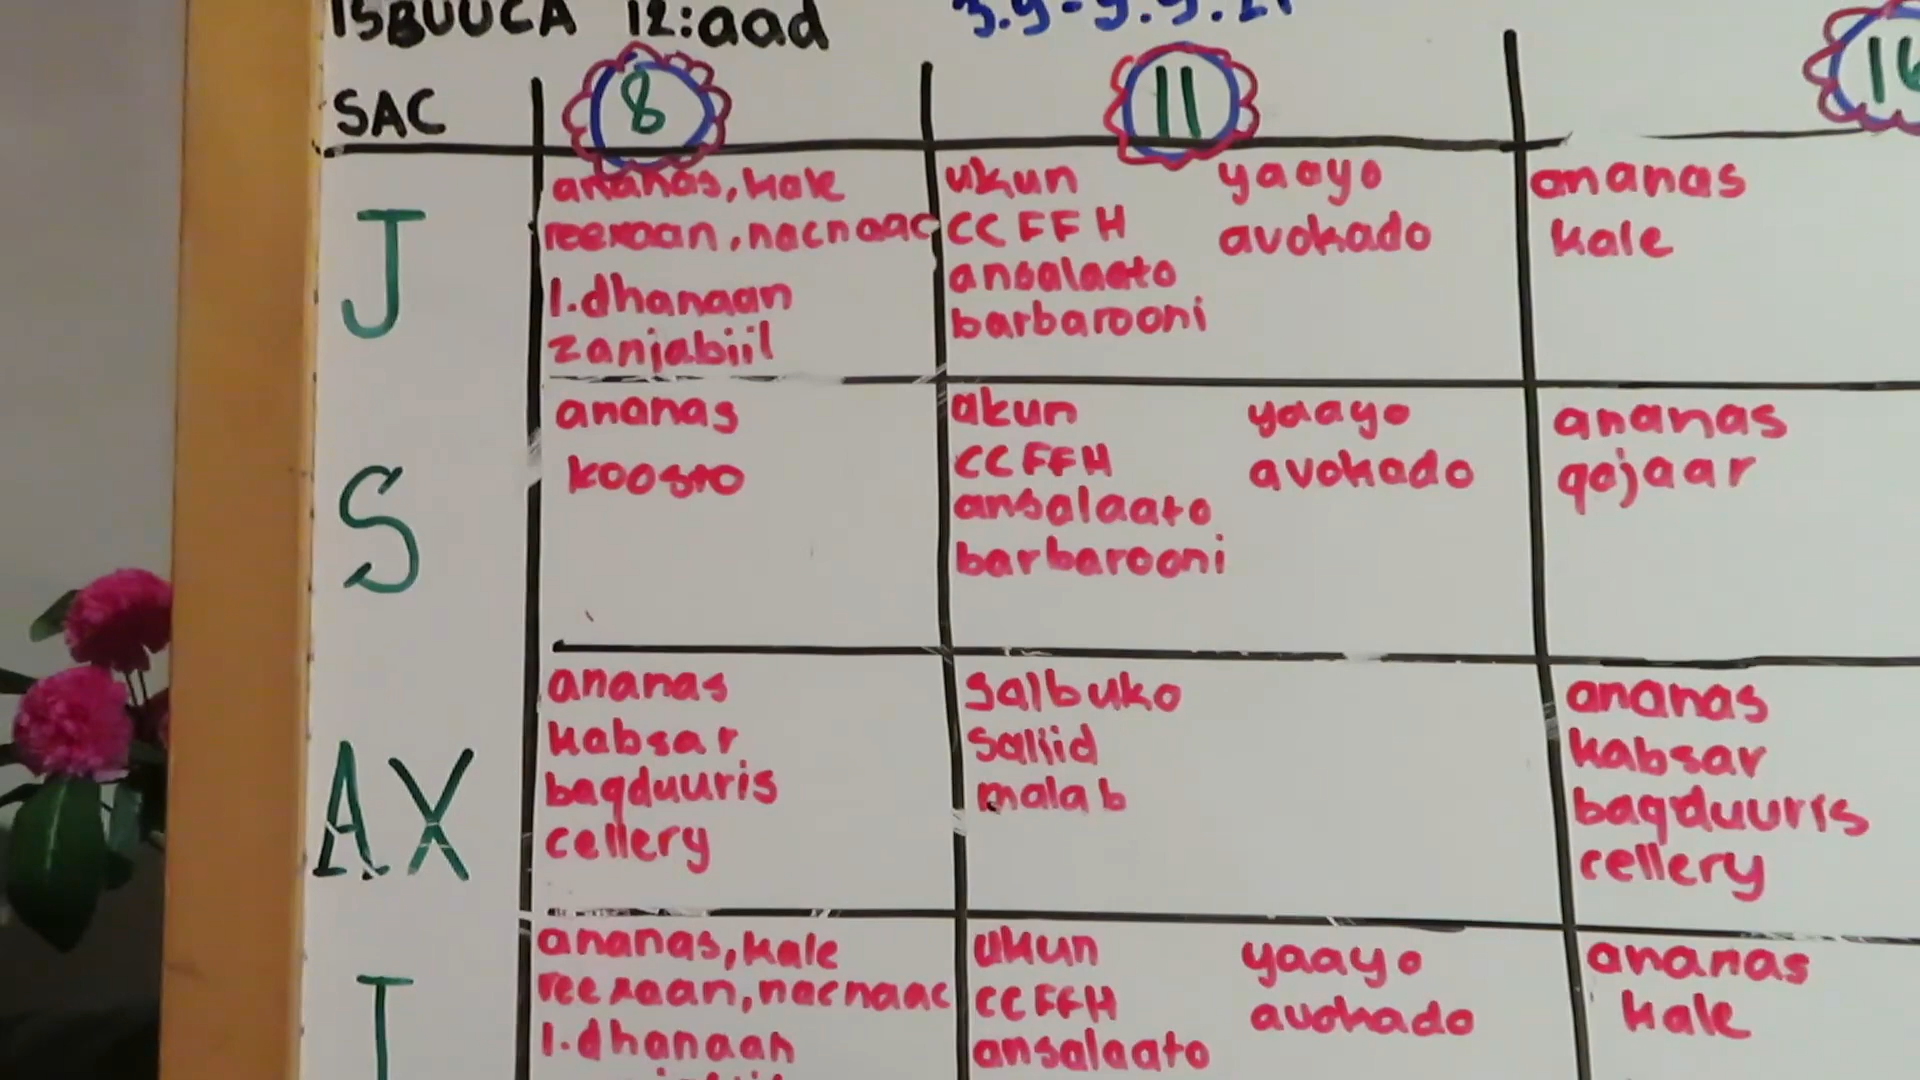 ISBUUCA 12:aad
SAC 8 11
J
ananas, kale
reexaan, nacnaac
l.dhanaan
zanjabiil
ukun
CCFFH
ansalaato
barbarooni
yaayo
avokado
ananas
kale
S
ananas
koosto
akun
CCFFH
ansalaato
barbarooni
yaayo
avokado
ananas
qajaar
AX
ananas
kabsar
baqduuris
cellery
salbuko
sallid
malab
ananas
kabsar
baqduuris
cellery
ananas, kale
reexaan, nacnaac
l.dhanaan
ukun
CCFFH
ansalaato
yaayo
avokado
ananas
kale